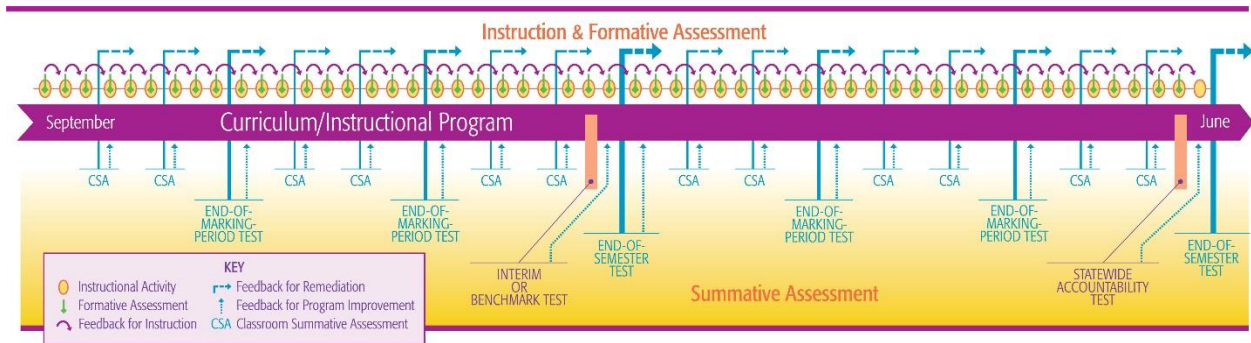 Instruction & Formative Assessment
September
Curriculum/Instructional Program
June
CSA
CSA
END-OF-
MARKING-
PERIOD TEST
CSA
CSA
END-OF-
MARKING-
PERIOD TEST
CSA
CSA
INTERIM
OR
BENCHMARK TEST
END-OF-
SEMESTER
TEST
CSA
CSA
END-OF-
MARKING-
PERIOD TEST
CSA
CSA
END-OF-
MARKING-
PERIOD TEST
CSA
CSA
STATEWIDE
ACCOUNTABILITY
TEST
END-OF-
SEMESTER
TEST
Summative Assessment
KEY
Instructional Activity
Formative Assessment
Feedback for Instruction
Feedback for Remediation
Feedback for Program Improvement
CSA Classroom Summative Assessment